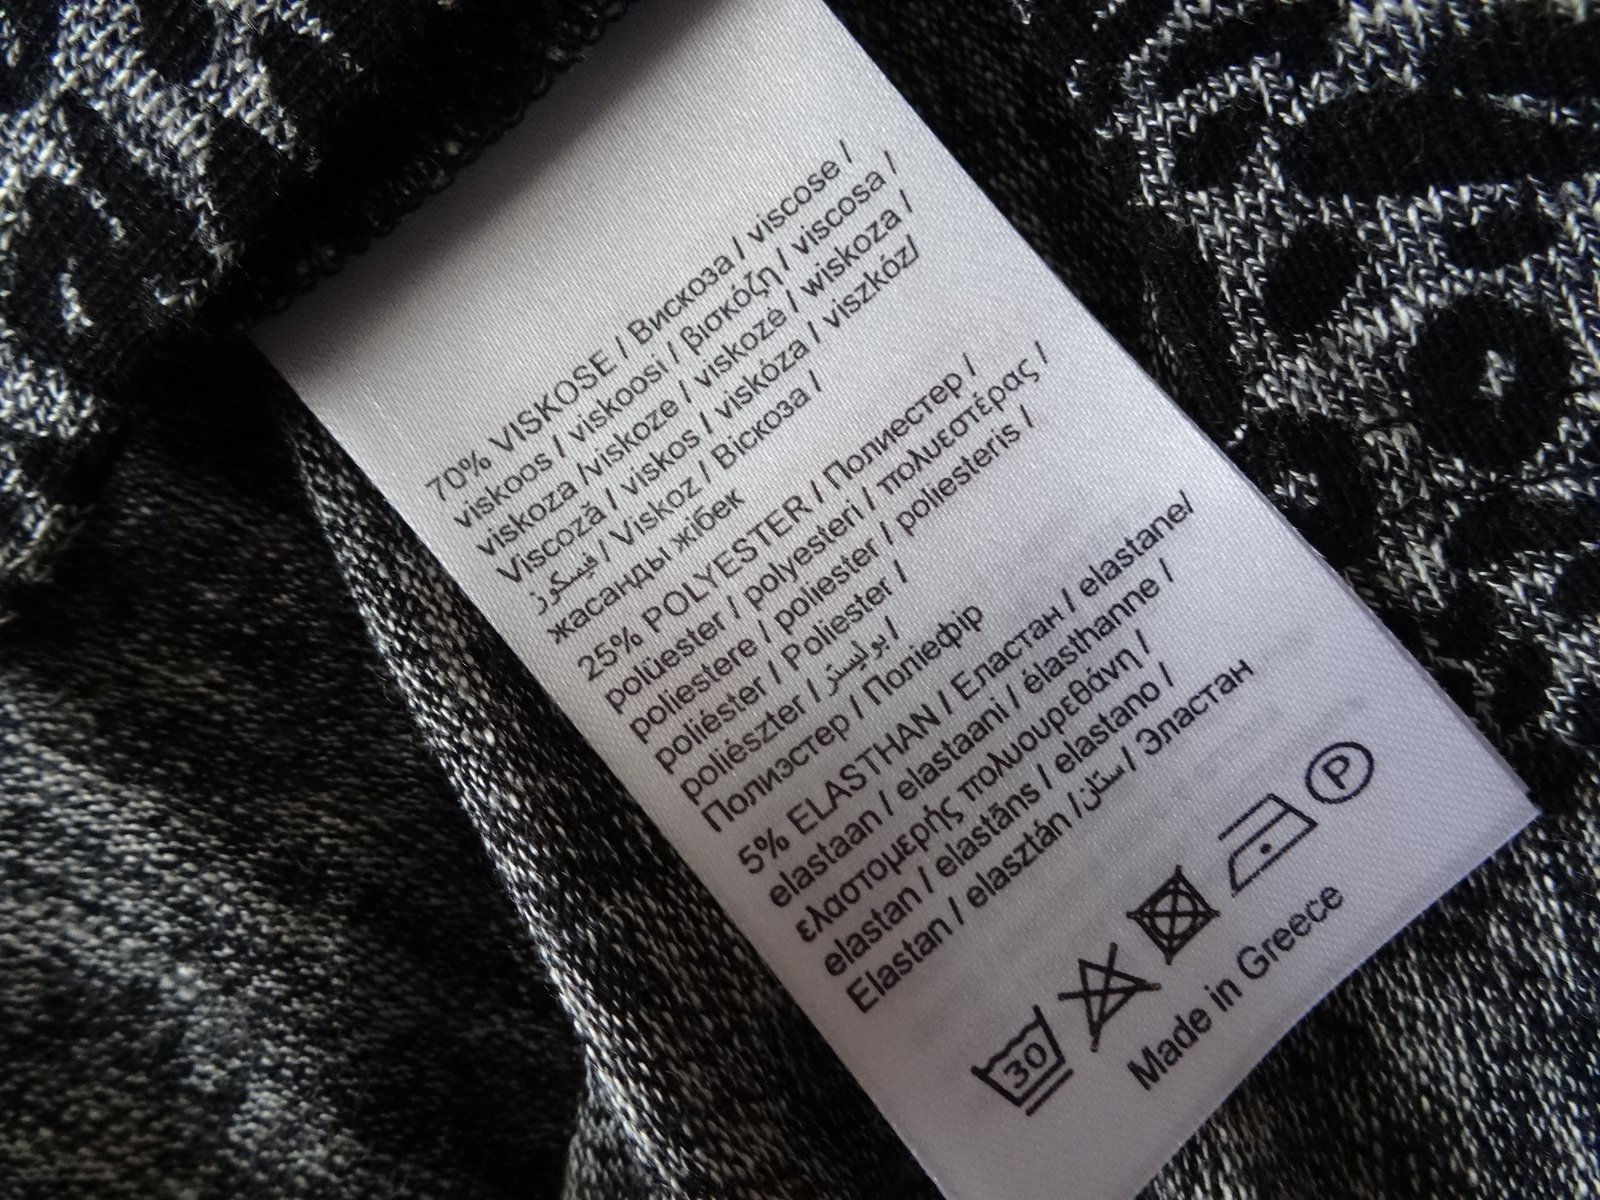 70% VISKOSE / Вискоза / viscose /
viskoos / viskoosi / βισκόζη / viscosa /
viskoza /viskoze / viskozė / wiskoza /
Viscoză / viskos / viskóza / viszkóz/
فيسكوز / Viskoz / Віскоза /
жасанды жібек
25% POLYESTER / Полиестер /
polüester / polyesteri / πολυεστέρας /
poliestere / poliester / poliesteris /
poliéster / Poliester /
poliészter / بوليستر /
Полиэстер / Поліефір
5% ELASTHAN / Еластан / elastane/
elastaan / elastaani / élasthanne /
ελαστομερής πολυουρεθάνη /
elastan / elastāns / elastano /
Elastan / elasztán /ستلن / Эластан
30
P
Made in Greece